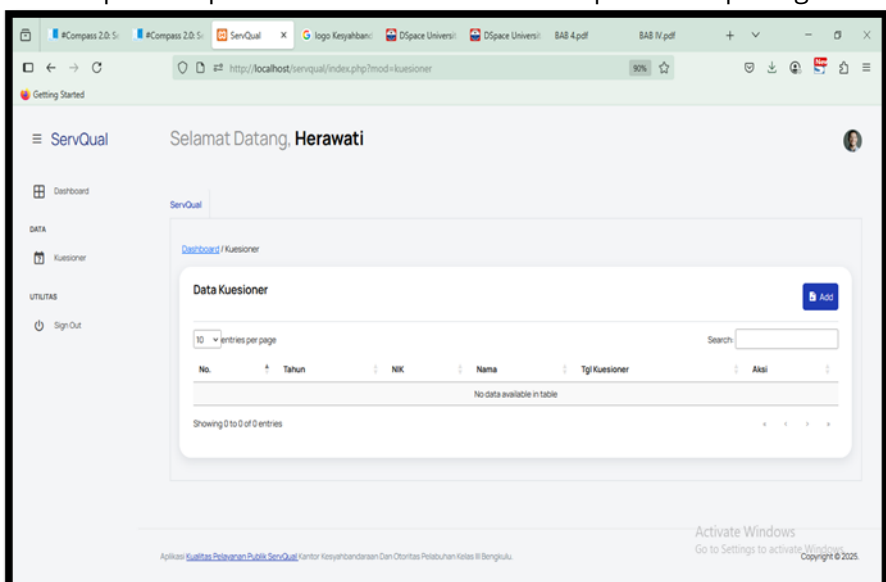 #Compass 2.0: S #Compass 2.0: S ServQual logo Kesyahband DSpace Universit DSpace Universit BAB 4.pdf BAB IV.pdf
http://localhost/servqual/index.php?mod=kuesioner 90% New
Getting Started
ServQual
Selamat Datang, Herawati
Dashboard
ServQual
DATA
Dashboard / Kuesioner
Kuesioner
Data Kuesioner
Add
UTILITAS
Sign Out
10 entries per page
Search:
No. Tahun NIK Nama Tgl Kuesioner Aksi
No data available in table
Showing 0 to 0 of 0 entries
« ‹ › »
Activate Windows
Go to Settings to activate Windows.
Aplikasi Kualitas Pelayanan Publik ServQual Kantor Kesyahbandaraan Dan Otoritas Pelabuhan Kelas III Bengkulu.
Copyright © 2025.